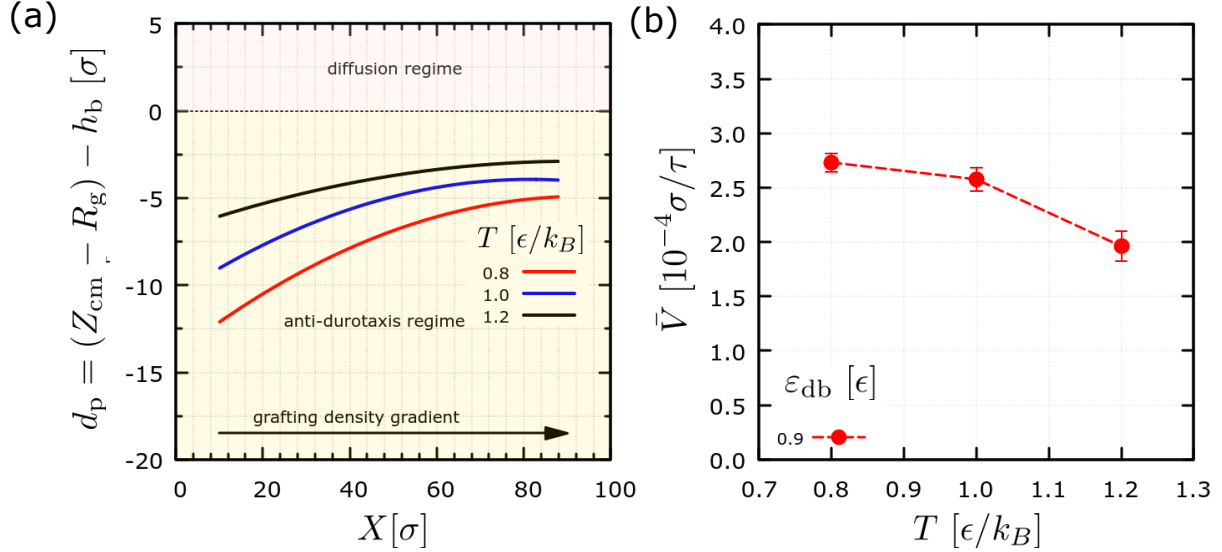 (a)
d_p = (Z_cm − R_g) − h_b [σ]
5
0
-5
-10
-15
-20
diffusion regime
T [ϵ/k_B]
0.8
1.0
1.2
anti-durotaxis regime
grafting density gradient
0 20 40 60 80 100
X[σ]
(b)
V̄ [10⁻⁴σ/τ]
4.0
3.5
3.0
2.5
2.0
1.5
1.0
0.5
0.0
ε_db [ϵ]
0.9
0.7 0.8 0.9 1.0 1.1 1.2 1.3
T [ϵ/k_B]